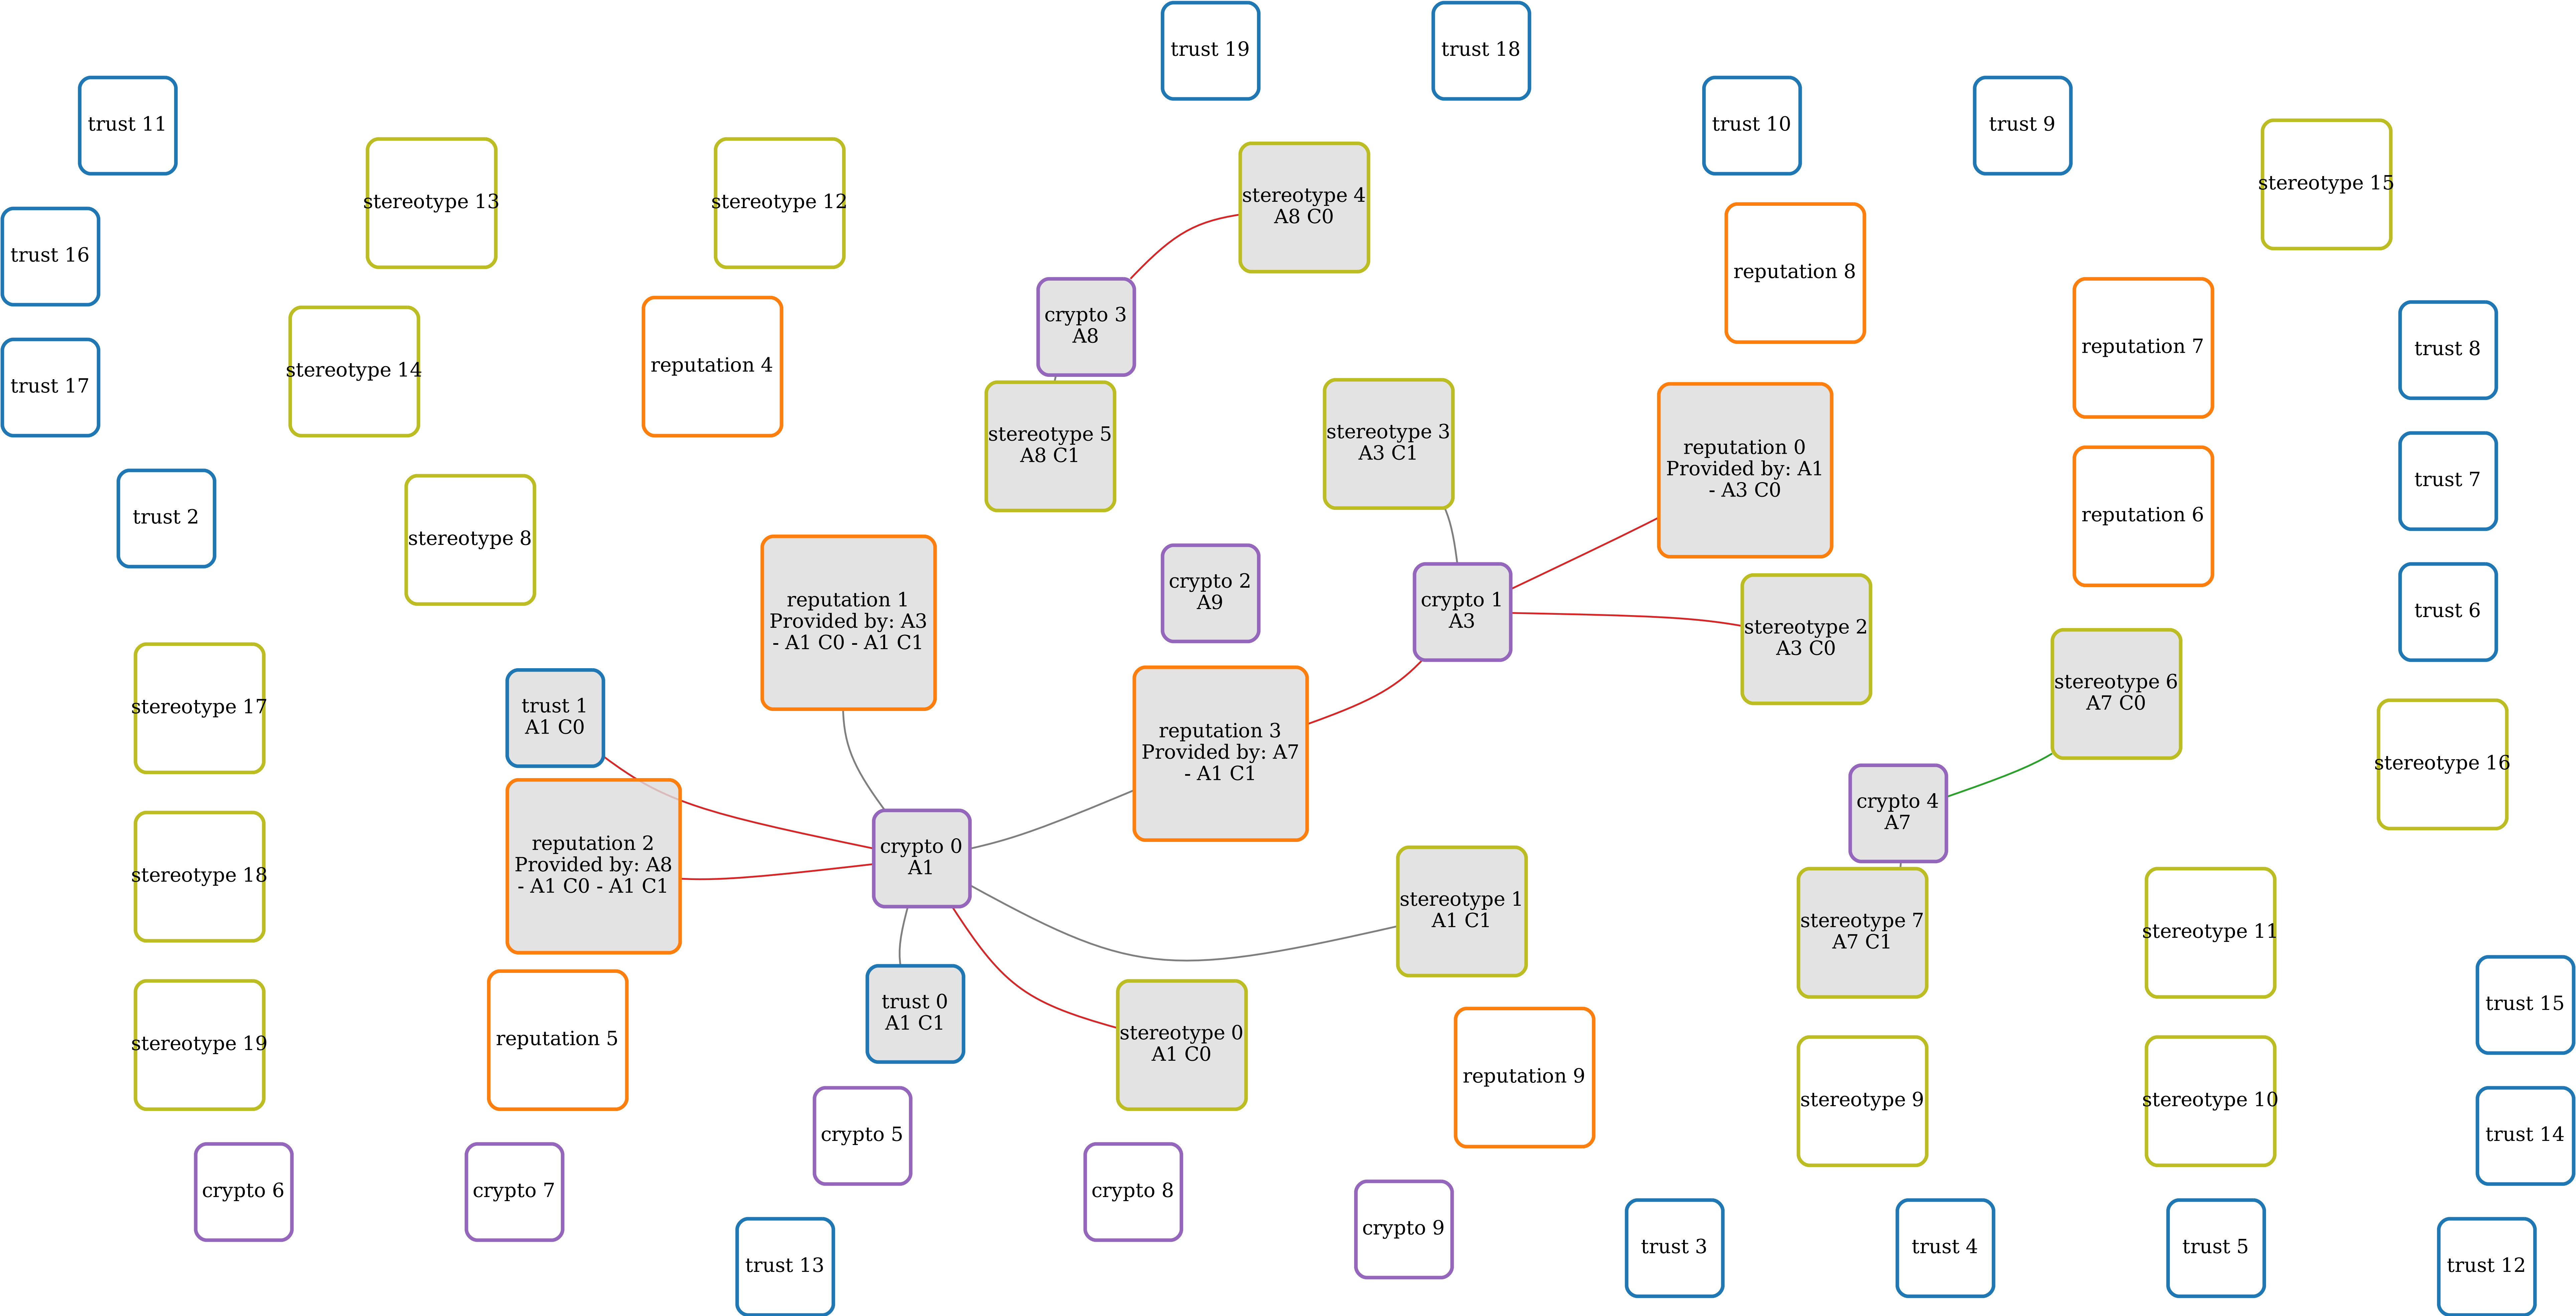 trust 19
trust 18
trust 11
trust 10
trust 9
stereotype 13
stereotype 12
stereotype 4
A8 C0
stereotype 15
trust 16
reputation 8
crypto 3
A8
reputation 7
trust 8
trust 17
stereotype 14
reputation 4
stereotype 5
A8 C1
stereotype 3
A3 C1
reputation 0
Provided by: A1
- A3 C0
trust 7
trust 2
stereotype 8
reputation 6
reputation 1
Provided by: A3
- A1 C0 - A1 C1
crypto 2
A9
crypto 1
A3
stereotype 2
A3 C0
trust 6
stereotype 17
trust 1
A1 C0
reputation 3
Provided by: A7
- A1 C1
stereotype 6
A7 C0
stereotype 16
crypto 4
A7
stereotype 18
reputation 2
Provided by: A8
- A1 C0 - A1 C1
crypto 0
A1
stereotype 1
A1 C1
stereotype 7
A7 C1
stereotype 11
trust 0
A1 C1
trust 15
stereotype 19
reputation 5
stereotype 0
A1 C0
reputation 9
stereotype 9
stereotype 10
crypto 5
trust 14
crypto 6
crypto 7
crypto 8
crypto 9
trust 3
trust 4
trust 5
trust 13
trust 12